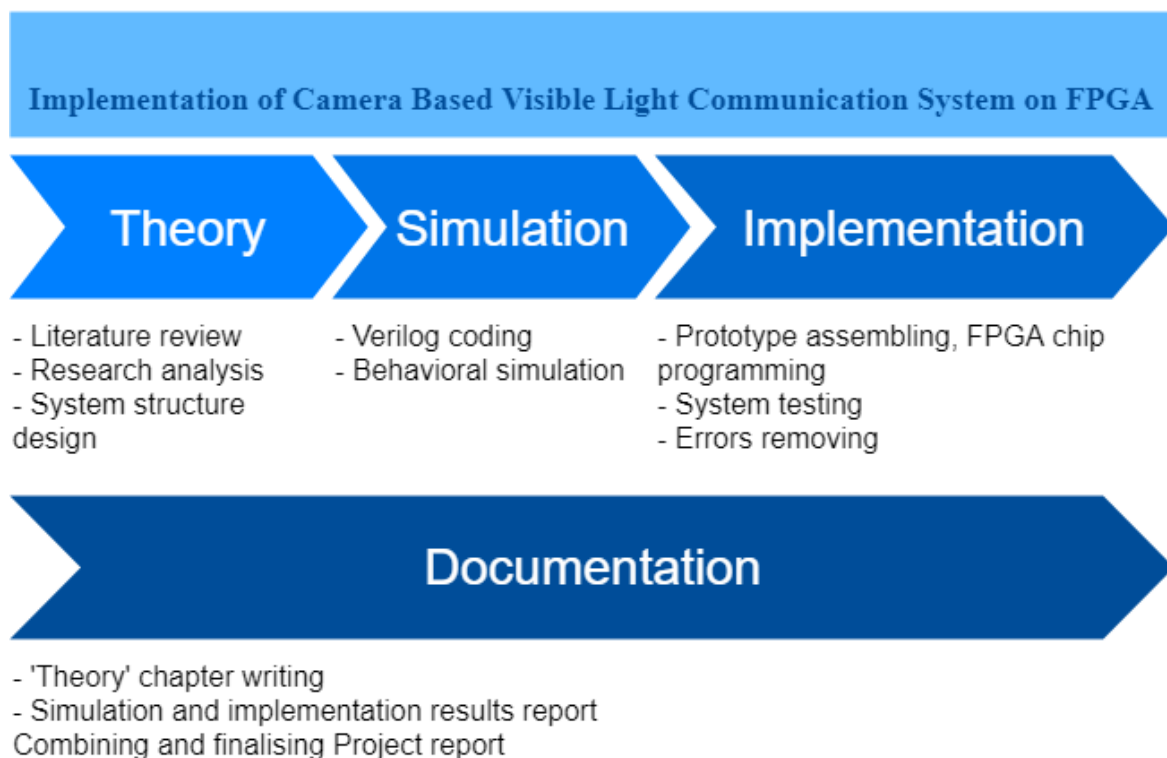 Implementation of Camera Based Visible Light Communication System on FPGA
Theory
Simulation
Implementation
- Literature review
- Research analysis
- System structure
design
- Verilog coding
- Behavioral simulation
- Prototype assembling, FPGA chip
programming
- System testing
- Errors removing
Documentation
- 'Theory' chapter writing
- Simulation and implementation results report
Combining and finalising Project report